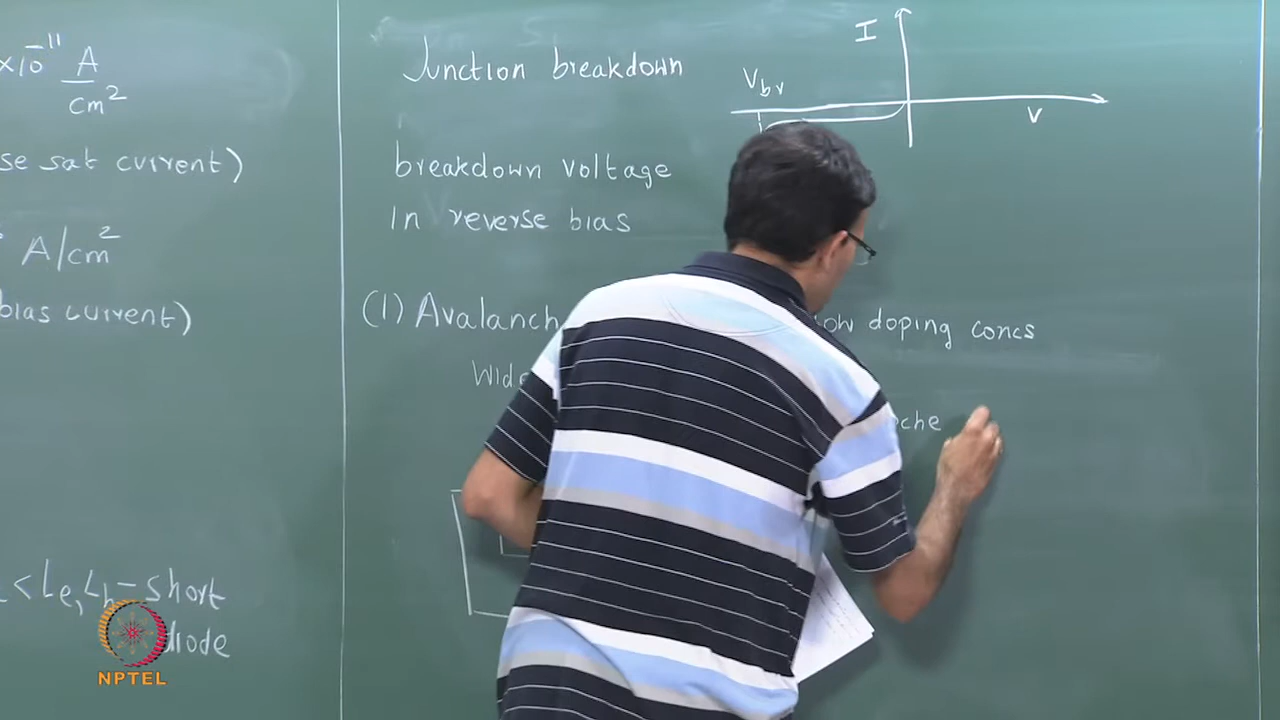 ×10⁻¹¹ A/cm²
se sat current)
A/cm²
bias current)
< Le, Lh - short
diode
NPTEL
Junction breakdown
I
V
Vbr
breakdown voltage
in reverse bias
(1) Avalanch
low doping concs
Wide
che